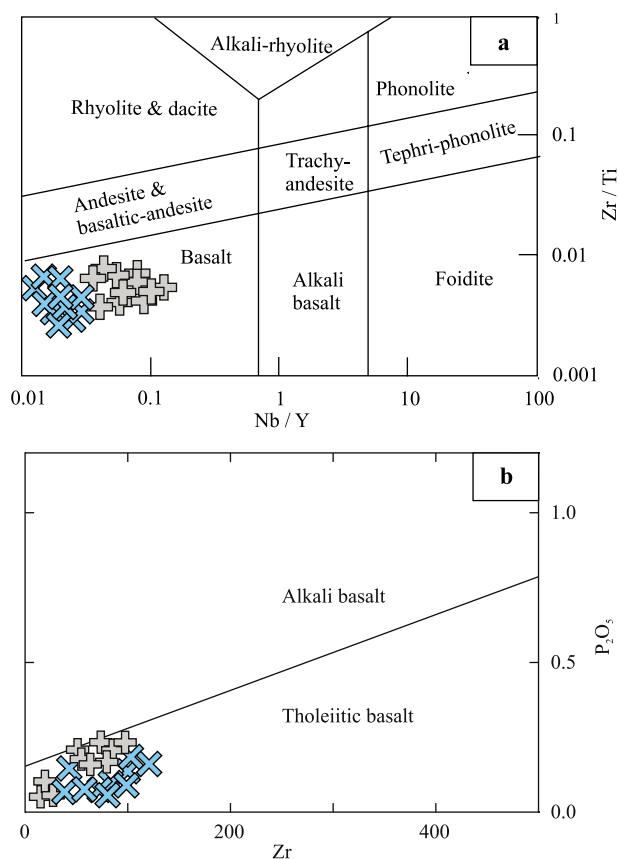 1
a
Alkali-rhyolite
Phonolite
Rhyolite & dacite
0.1
Tephri-phonolite
Trachy-
andesite
Zr / Ti
Andesite &
basaltic-andesite
Basalt
0.01
Alkali
basalt
Foidite
0.001
0.01 0.1 1 10 100
Nb / Y
b
1.0
Alkali basalt
P₂O₅
0.5
Tholeiitic basalt
0.0
0 200 400
Zr